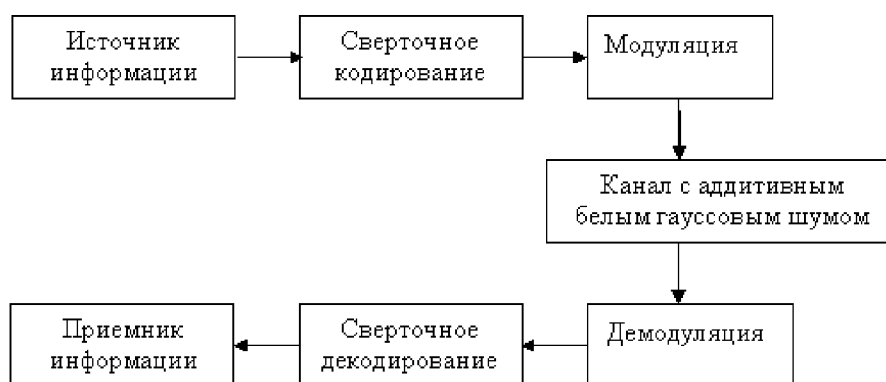 Источник
информации
Сверточное
кодирование
Модуляция
Канал с аддитивным
белым гауссовым шумом
Демодуляция
Сверточное
декодирование
Приемник
информации